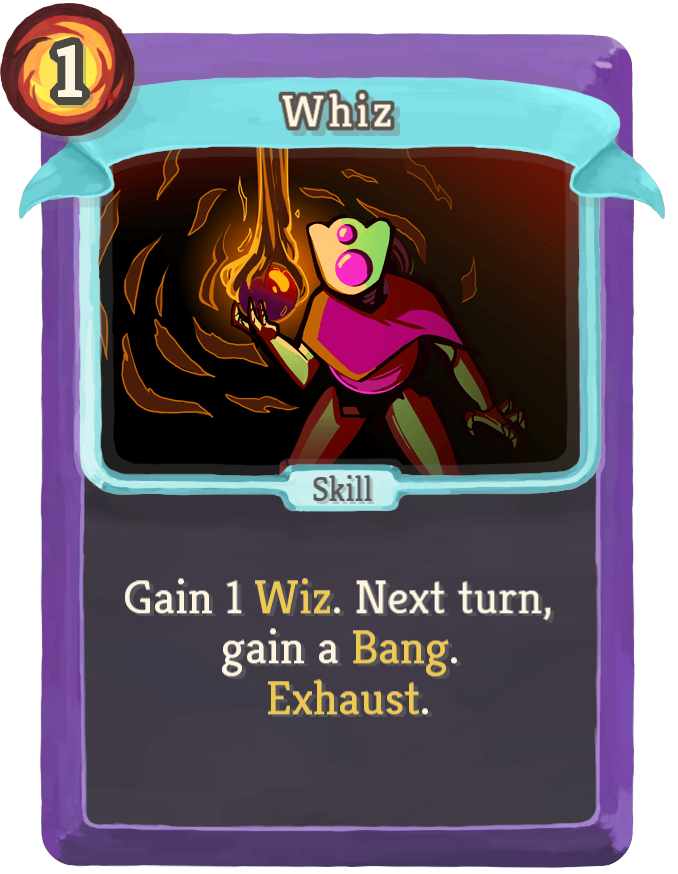 1
Whiz
Skill
Gain 1 Wiz. Next turn,
gain a Bang.
Exhaust.